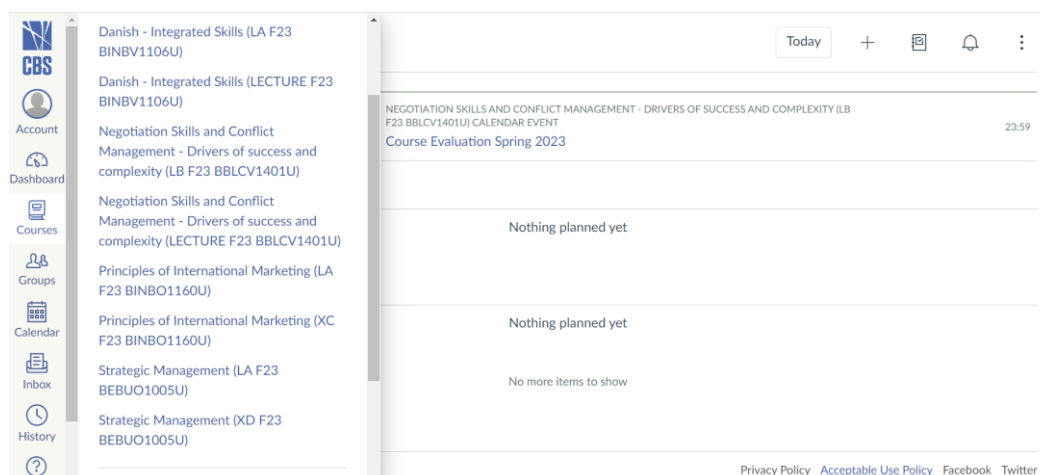 CBS
Account
Dashboard
Courses
Groups
Calendar
Inbox
History
Danish - Integrated Skills (LA F23
BINBV1106U)
Danish - Integrated Skills (LECTURE F23
BINBV1106U)
Negotiation Skills and Conflict
Management - Drivers of success and
complexity (LB F23 BBLCV1401U)
Negotiation Skills and Conflict
Management - Drivers of success and
complexity (LECTURE F23 BBLCV1401U)
Principles of International Marketing (LA
F23 BINBO1160U)
Principles of International Marketing (XC
F23 BINBO1160U)
Strategic Management (LA F23
BEBUO1005U)
Strategic Management (XD F23
BEBUO1005U)
Today
NEGOTIATION SKILLS AND CONFLICT MANAGEMENT - DRIVERS OF SUCCESS AND COMPLEXITY (LB
F23 BBLCV1401U) CALENDAR EVENT
Course Evaluation Spring 2023
23:59
Nothing planned yet
Nothing planned yet
No more items to show
Privacy Policy Acceptable Use Policy Facebook Twitter